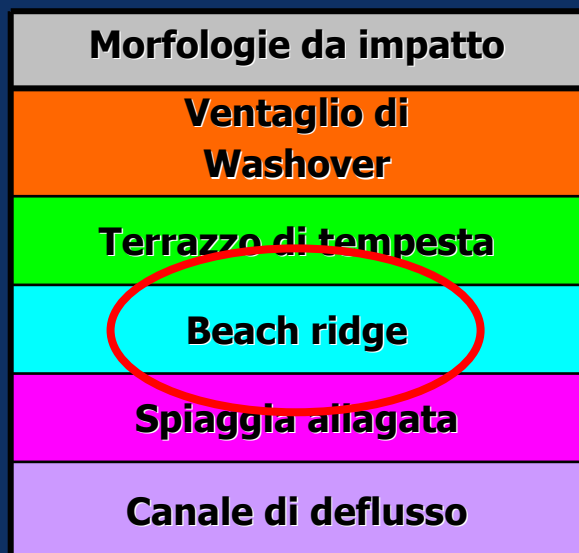 Morfologie da impatto
Ventaglio di
Washover
Terrazzo di tempesta
Beach ridge
Spiaggia allagata
Canale di deflusso